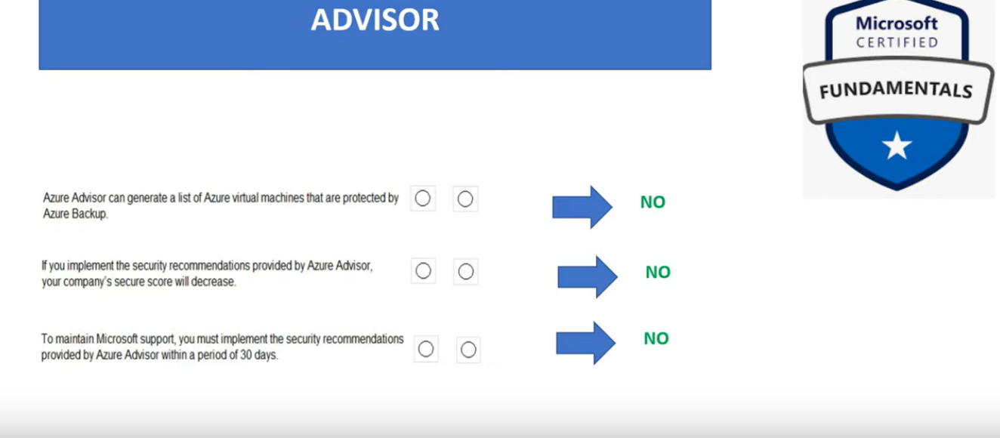 ADVISOR
Microsoft
CERTIFIED
FUNDAMENTALS
Azure Advisor can generate a list of Azure virtual machines that are protected by
Azure Backup.
NO
If you implement the security recommendations provided by Azure Advisor,
your company's secure score will decrease.
NO
To maintain Microsoft support, you must implement the security recommendations
provided by Azure Advisor within a period of 30 days.
NO